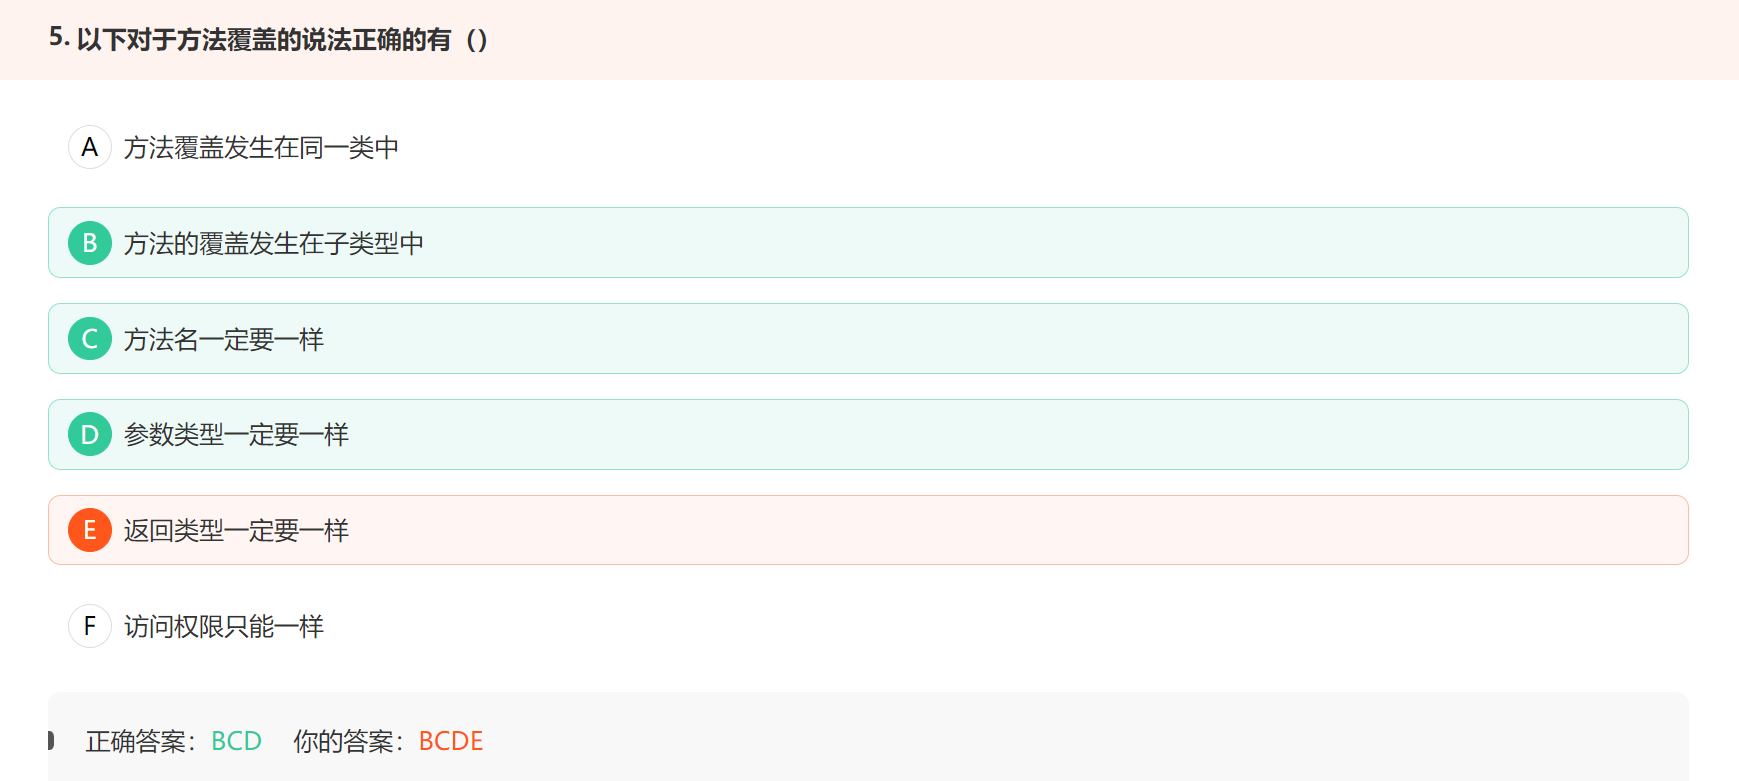 5. 以下对于方法覆盖的说法正确的有（）
A 方法覆盖发生在同一类中
B 方法的覆盖发生在子类型中
C 方法名一定要一样
D 参数类型一定要一样
E 返回类型一定要一样
F 访问权限只能一样
正确答案：BCD 你的答案：BCDE